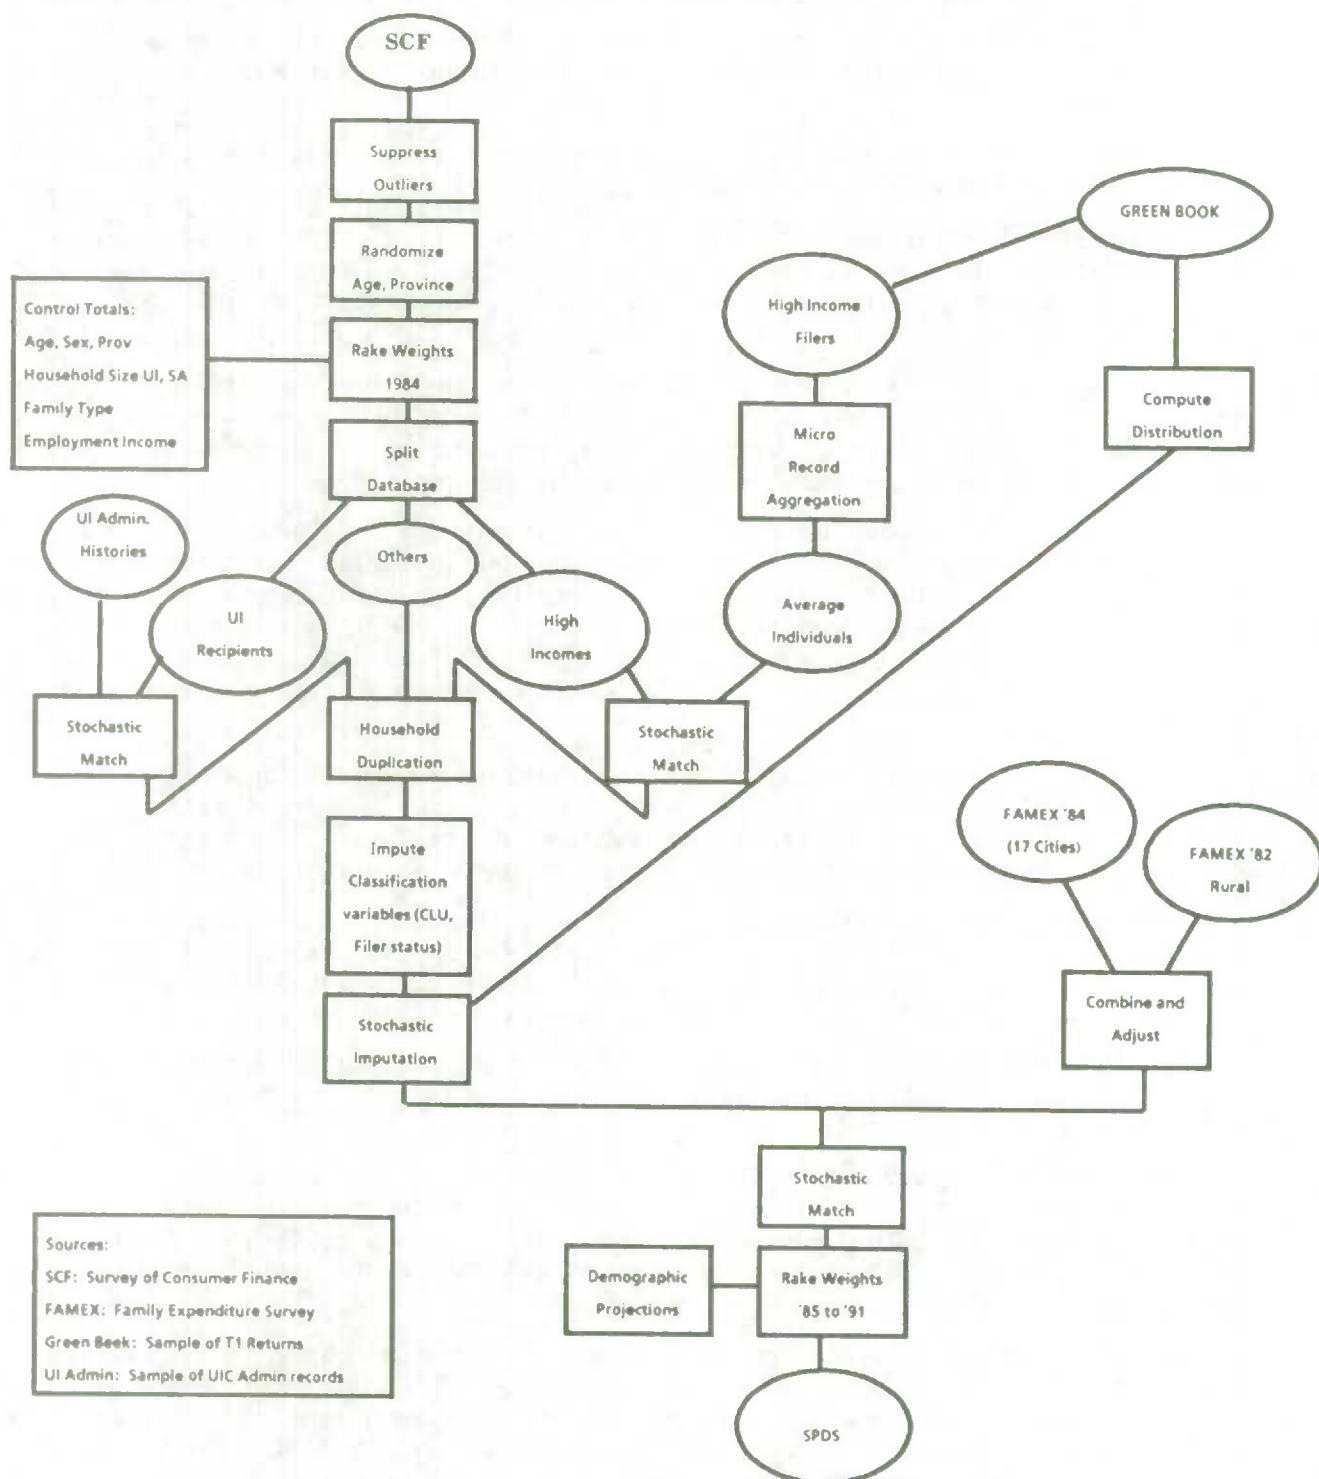 SCF
Suppress
Outliers
GREEN BOOK
Randomize
Age, Province
High Income
Filers
Control Totals:
Age, Sex, Prov
Household Size UI, SA
Family Type
Employment Income
Rake Weights
1984
Compute
Distribution
Split
Database
Micro
Record
Aggregation
UI Admin.
Histories
Others
UI
Recipients
High
Incomes
Average
Individuals
Stochastic
Match
Household
Duplication
Stochastic
Match
FAMEX '84
(17 Cities)
FAMEX '82
Rural
Impute
Classification
variables (CLU,
Filer status)
Stochastic
Imputation
Combine and
Adjust
Stochastic
Match
Demographic
Projections
Rake Weights
'85 to '91
Sources:
SCF: Survey of Consumer Finance
FAMEX: Family Expenditure Survey
Green Beek: Sample of T1 Returns
UI Admin: Sample of UIC Admin records
SPDS